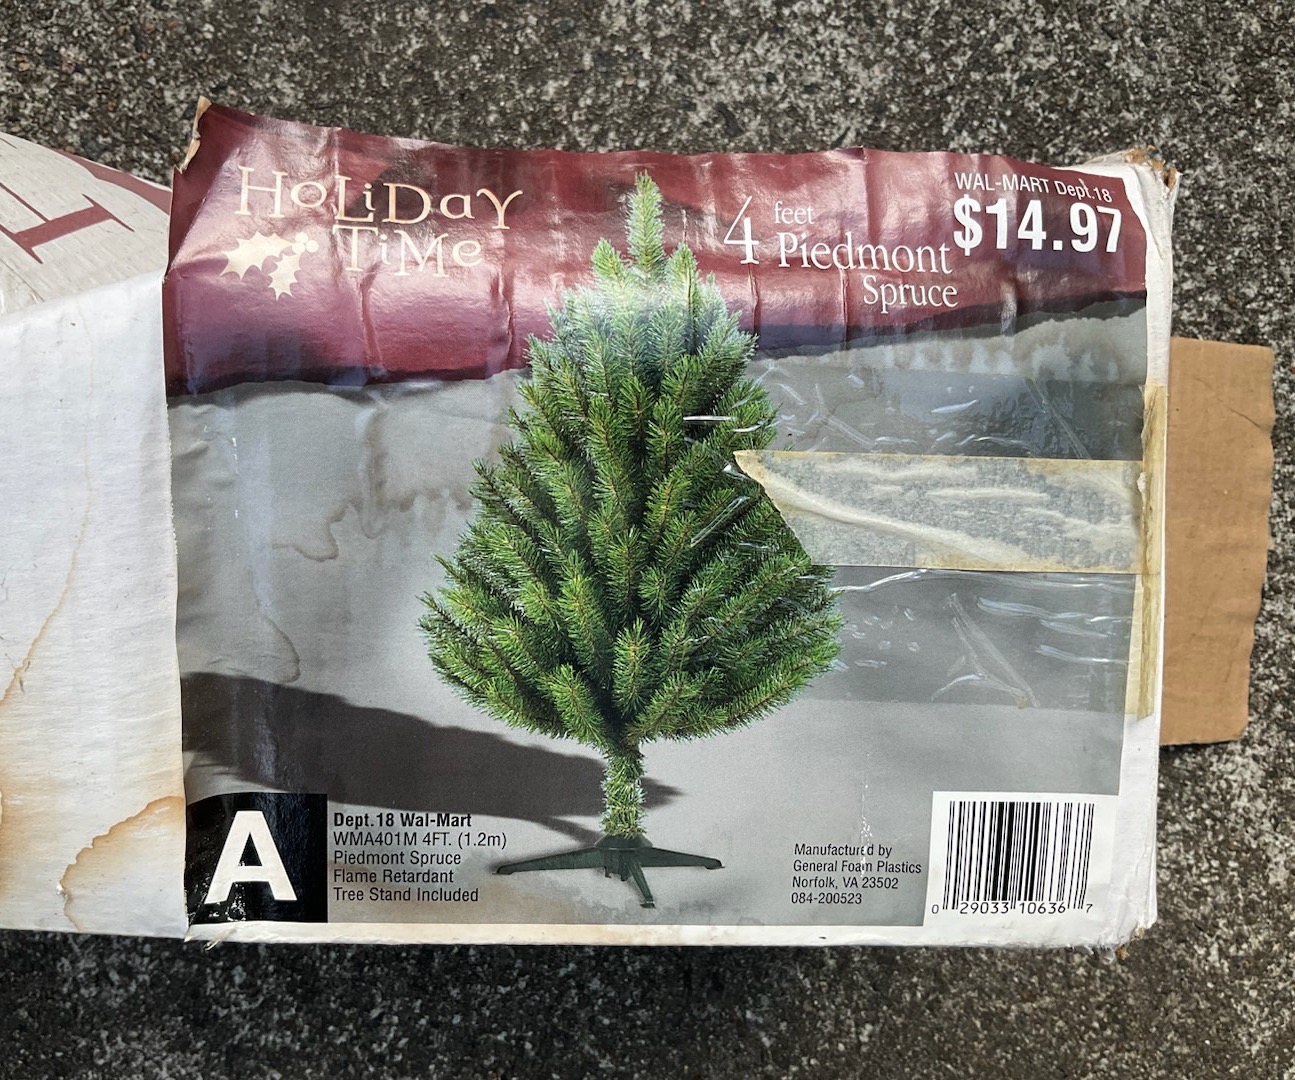 HoLiDaY
TiMe
4 feet
Piedmont
Spruce
WAL-MART Dept.18
$14.97
A
Dept.18 Wal-Mart
WMA401M 4FT. (1.2m)
Piedmont Spruce
Flame Retardant
Tree Stand Included
Manufactured by
General Foam Plastics
Norfolk, VA 23502
084-200523
0 29033 10636 7